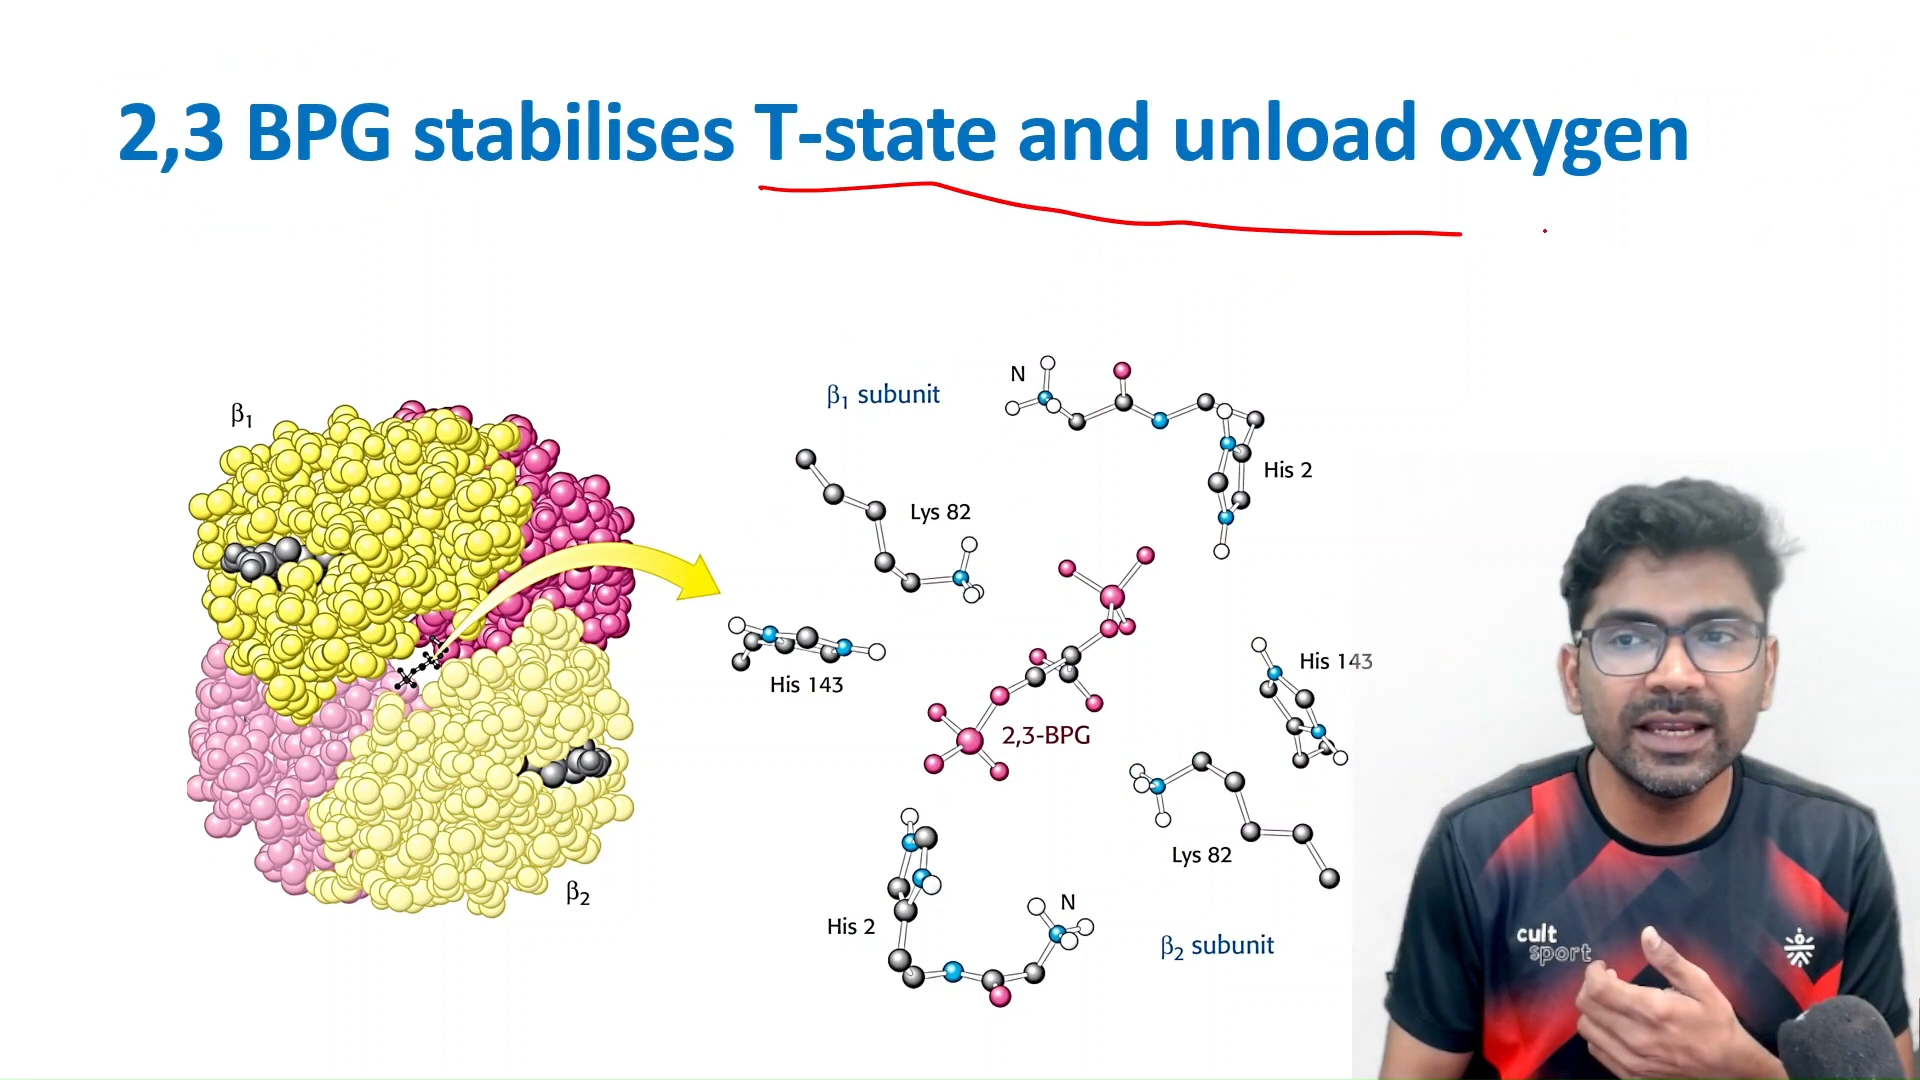 2,3 BPG stabilises T-state and unload oxygen
β1
β1 subunit
N
His 2
Lys 82
His 143
His 143
2,3-BPG
Lys 82
β2
His 2
N
β2 subunit
cult
sport